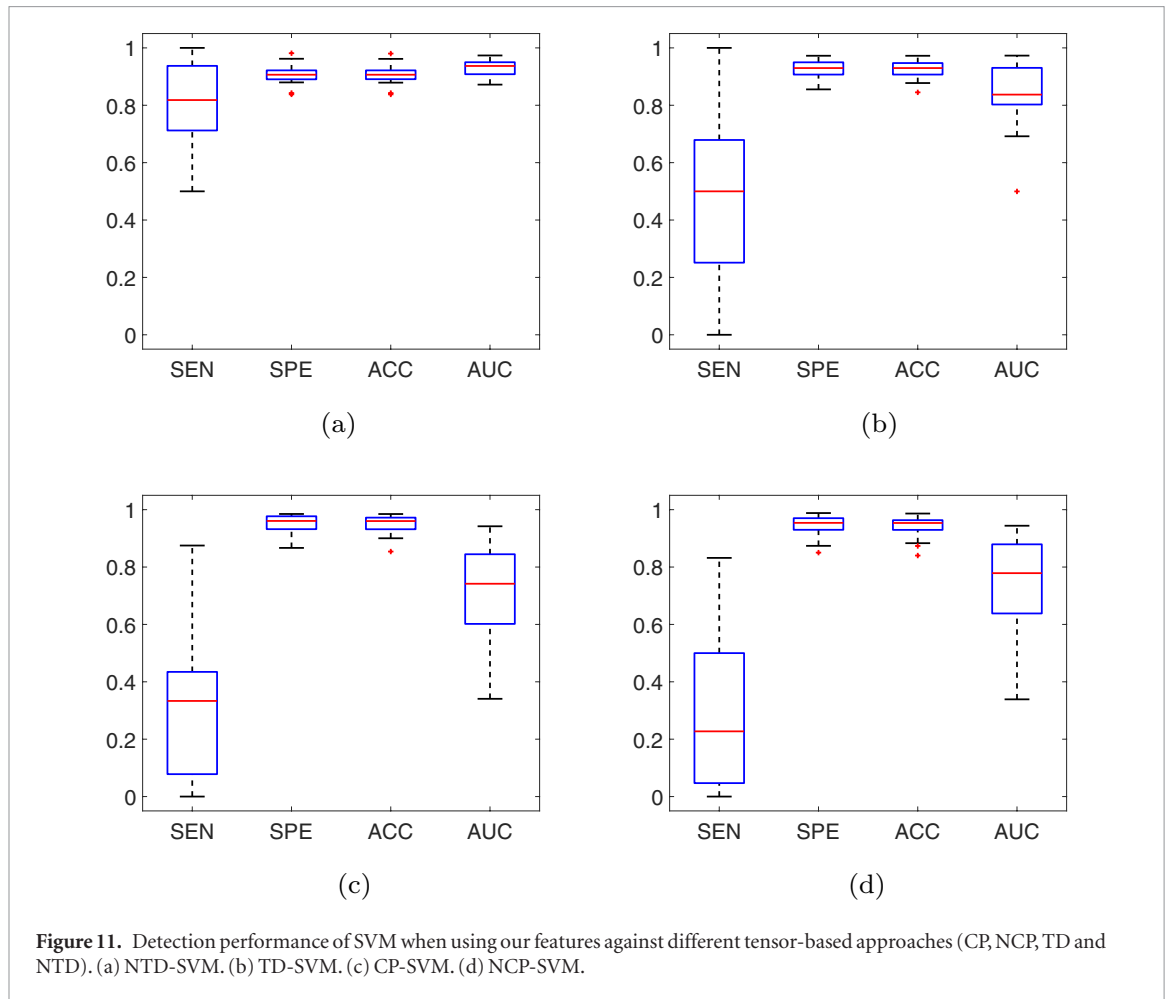 1
0.8
0.6
0.4
0.2
0
SEN SPE ACC AUC
(a)
1
0.8
0.6
0.4
0.2
0
SEN SPE ACC AUC
(b)
1
0.8
0.6
0.4
0.2
0
SEN SPE ACC AUC
(c)
1
0.8
0.6
0.4
0.2
0
SEN SPE ACC AUC
(d)
Figure 11. Detection performance of SVM when using our features against different tensor-based approaches (CP, NCP, TD and
NTD). (a) NTD-SVM. (b) TD-SVM. (c) CP-SVM. (d) NCP-SVM.